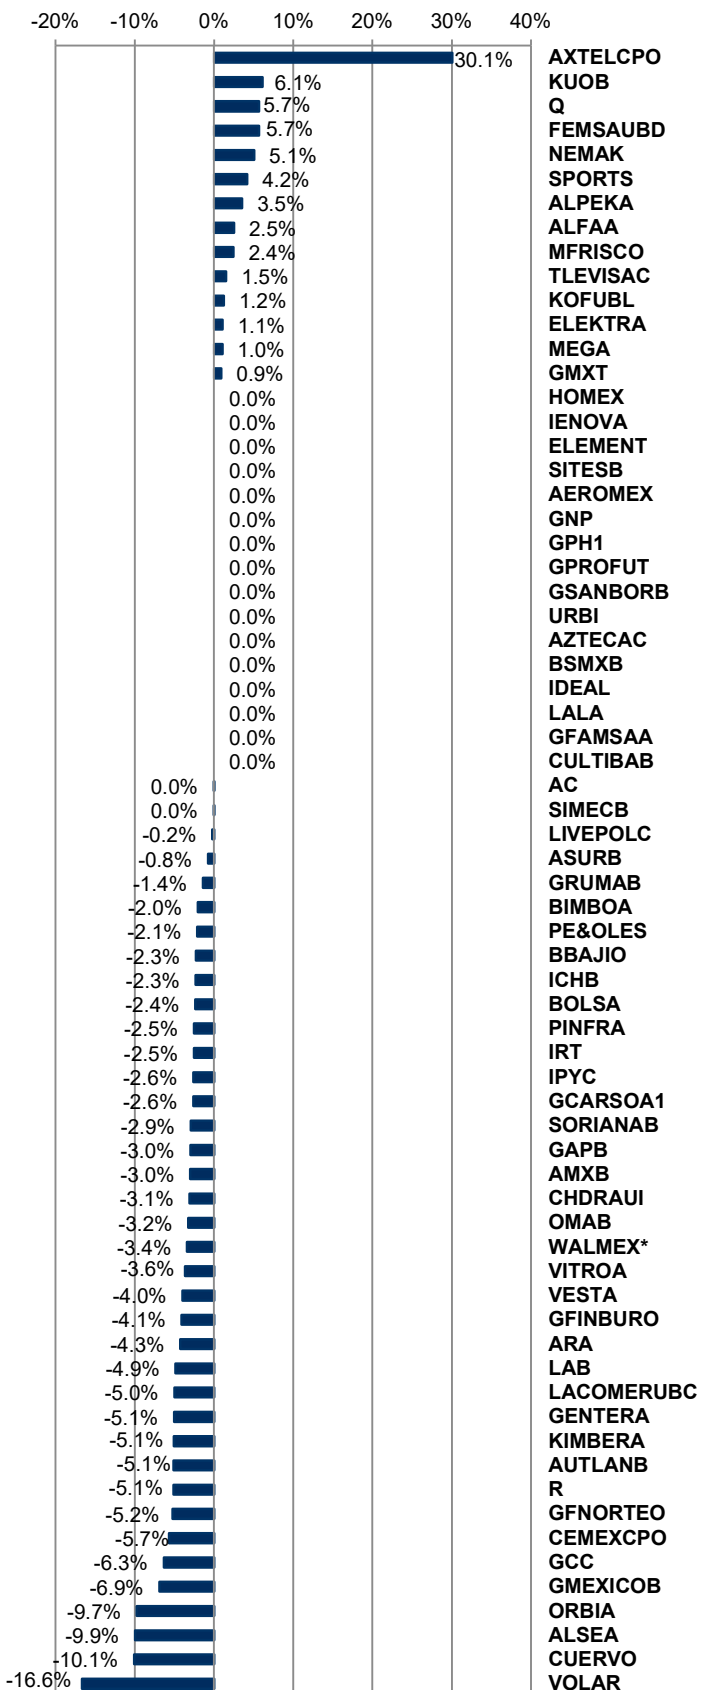 -20% -10% 0% 10% 20% 30% 40%
30.1% AXTELCPO
6.1% KUOB
5.7% Q
5.7% FEMSAUBD
5.1% NEMAK
4.2% SPORTS
3.5% ALPEKA
2.5% ALFAA
2.4% MFRISCO
1.5% TLEVISAC
1.2% KOFUBL
1.1% ELEKTRA
1.0% MEGA
0.9% GMXT
0.0% HOMEX
0.0% IENOVA
0.0% ELEMENT
0.0% SITESB
0.0% AEROMEX
0.0% GNP
0.0% GPH1
0.0% GPROFUT
0.0% GSANBORB
0.0% URBI
0.0% AZTECAC
0.0% BSMXB
0.0% IDEAL
0.0% LALA
0.0% GFAMSAA
0.0% CULTIBAB
0.0% AC
0.0% SIMECB
-0.2% LIVEPOLC
-0.8% ASURB
-1.4% GRUMAB
-2.0% BIMBOA
-2.1% PE&OLES
-2.3% BBAJIO
-2.3% ICHB
-2.4% BOLSA
-2.5% PINFRA
-2.5% IRT
-2.6% IPYC
-2.6% GCARSOA1
-2.9% SORIANAB
-3.0% GAPB
-3.0% AMXB
-3.1% CHDRAUI
-3.2% OMAB
-3.4% WALMEX*
-3.6% VITROA
-4.0% VESTA
-4.1% GFINBURO
-4.3% ARA
-4.9% LAB
-5.0% LACOMERUBC
-5.1% GENTERA
-5.1% KIMBERA
-5.1% AUTLANB
-5.1% R
-5.2% GFNORTEO
-5.7% CEMEXCPO
-6.3% GCC
-6.9% GMEXICOB
-9.7% ORBIA
-9.9% ALSEA
-10.1% CUERVO
-16.6% VOLAR